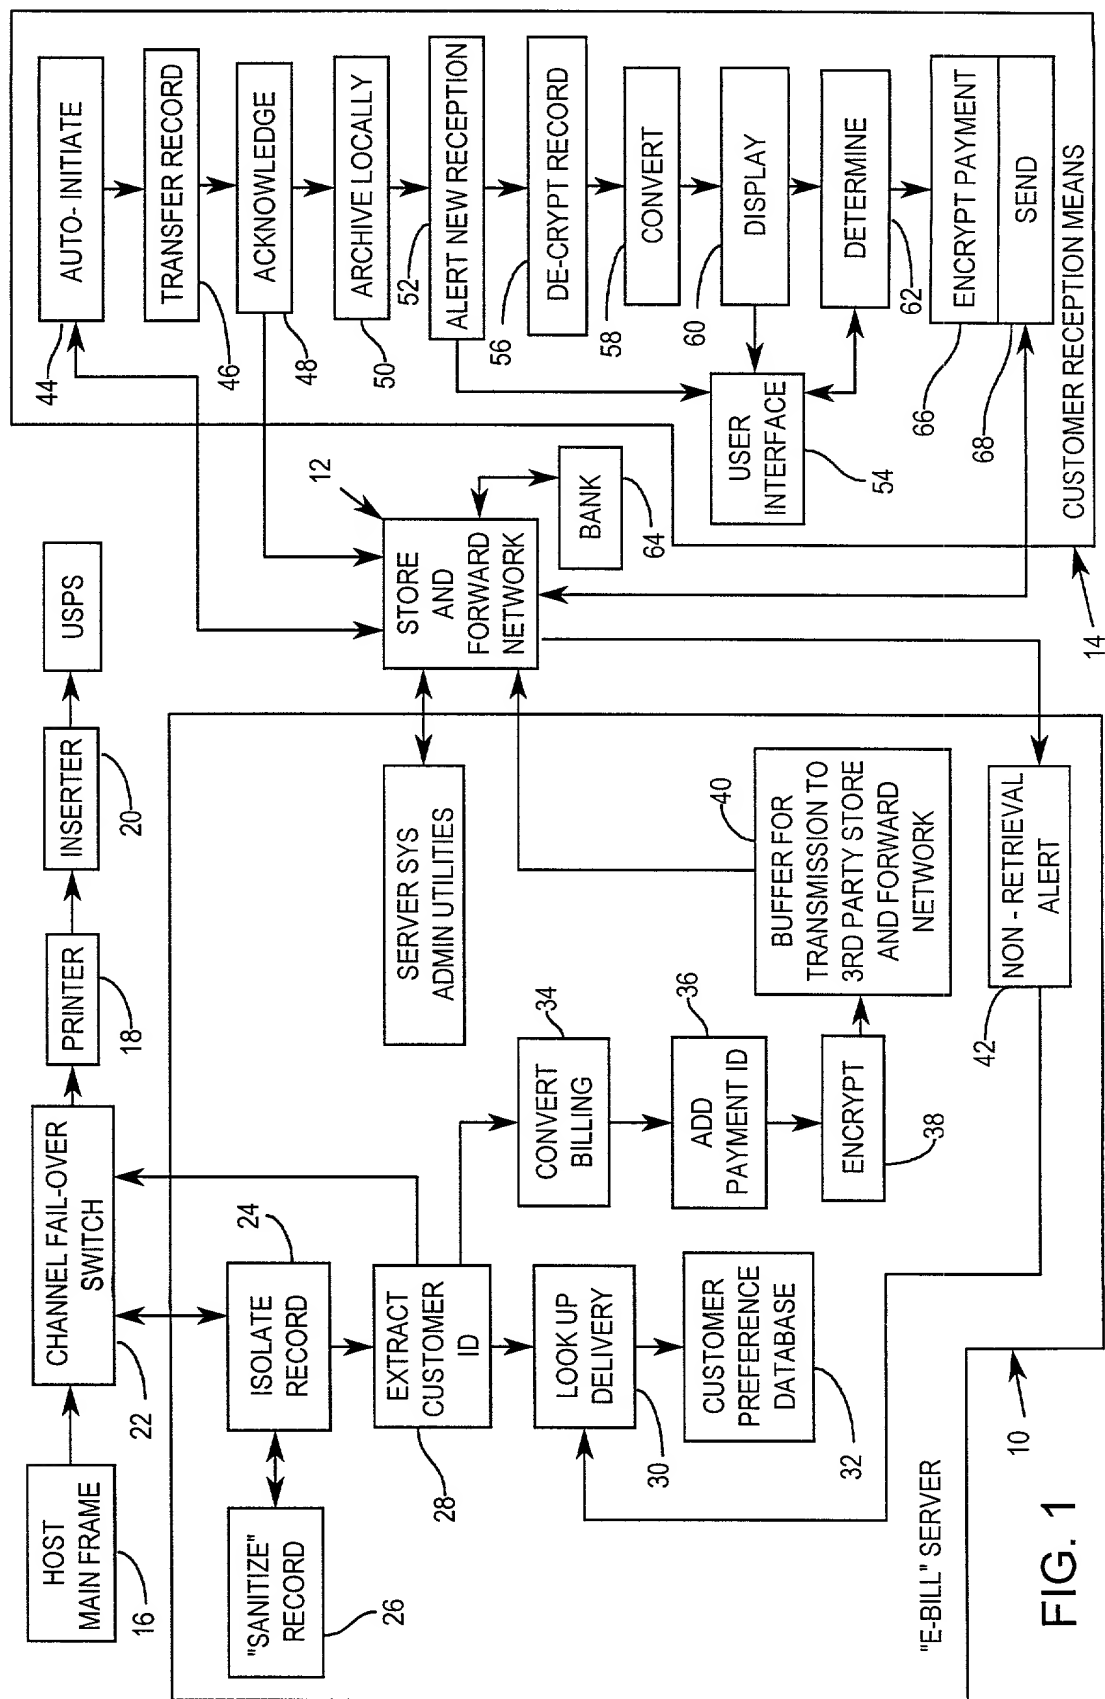 HOST
MAIN FRAME
16
CHANNEL FAIL-OVER
SWITCH
22
PRINTER
18
INSERTER
20
USPS
"SANITIZE"
RECORD
26
ISOLATE
RECORD
24
EXTRACT
CUSTOMER
ID
28
LOOK UP
DELIVERY
30
CUSTOMER
PREFERENCE
DATABASE
32
CONVERT
BILLING
34
ADD
PAYMENT ID
36
ENCRYPT
38
BUFFER FOR
TRANSMISSION TO
3RD PARTY STORE
AND FORWARD
NETWORK
40
NON - RETRIEVAL
ALERT
42
SERVER SYS
ADMIN UTILITIES
"E-BILL" SERVER
10
STORE
AND
FORWARD
NETWORK
12
BANK
64
AUTO- INITIATE
44
TRANSFER RECORD
46
ACKNOWLEDGE
48
ARCHIVE LOCALLY
50
ALERT NEW RECEPTION
52
DE-CRYPT RECORD
56
CONVERT
58
DISPLAY
60
DETERMINE
62
USER
INTERFACE
54
ENCRYPT PAYMENT
66
SEND
68
CUSTOMER RECEPTION MEANS
14
FIG. 1